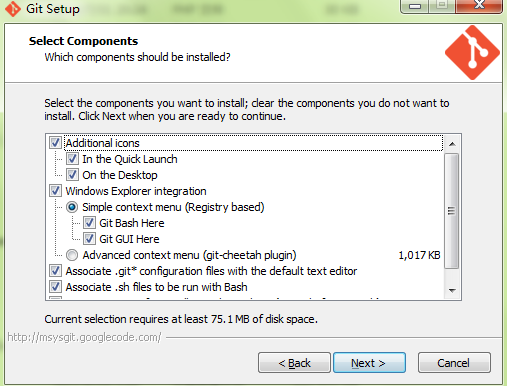 Git Setup
Select Components
Which components should be installed?
Select the components you want to install; clear the components you do not want to
install. Click Next when you are ready to continue.
Additional icons
In the Quick Launch
On the Desktop
Windows Explorer integration
Simple context menu (Registry based)
Git Bash Here
Git GUI Here
Advanced context menu (git-cheetah plugin) 1,017 KB
Associate .git* configuration files with the default text editor
Associate .sh files to be run with Bash
Current selection requires at least 75.1 MB of disk space.
http://msysgit.googlecode.com/
< Back
Next >
Cancel